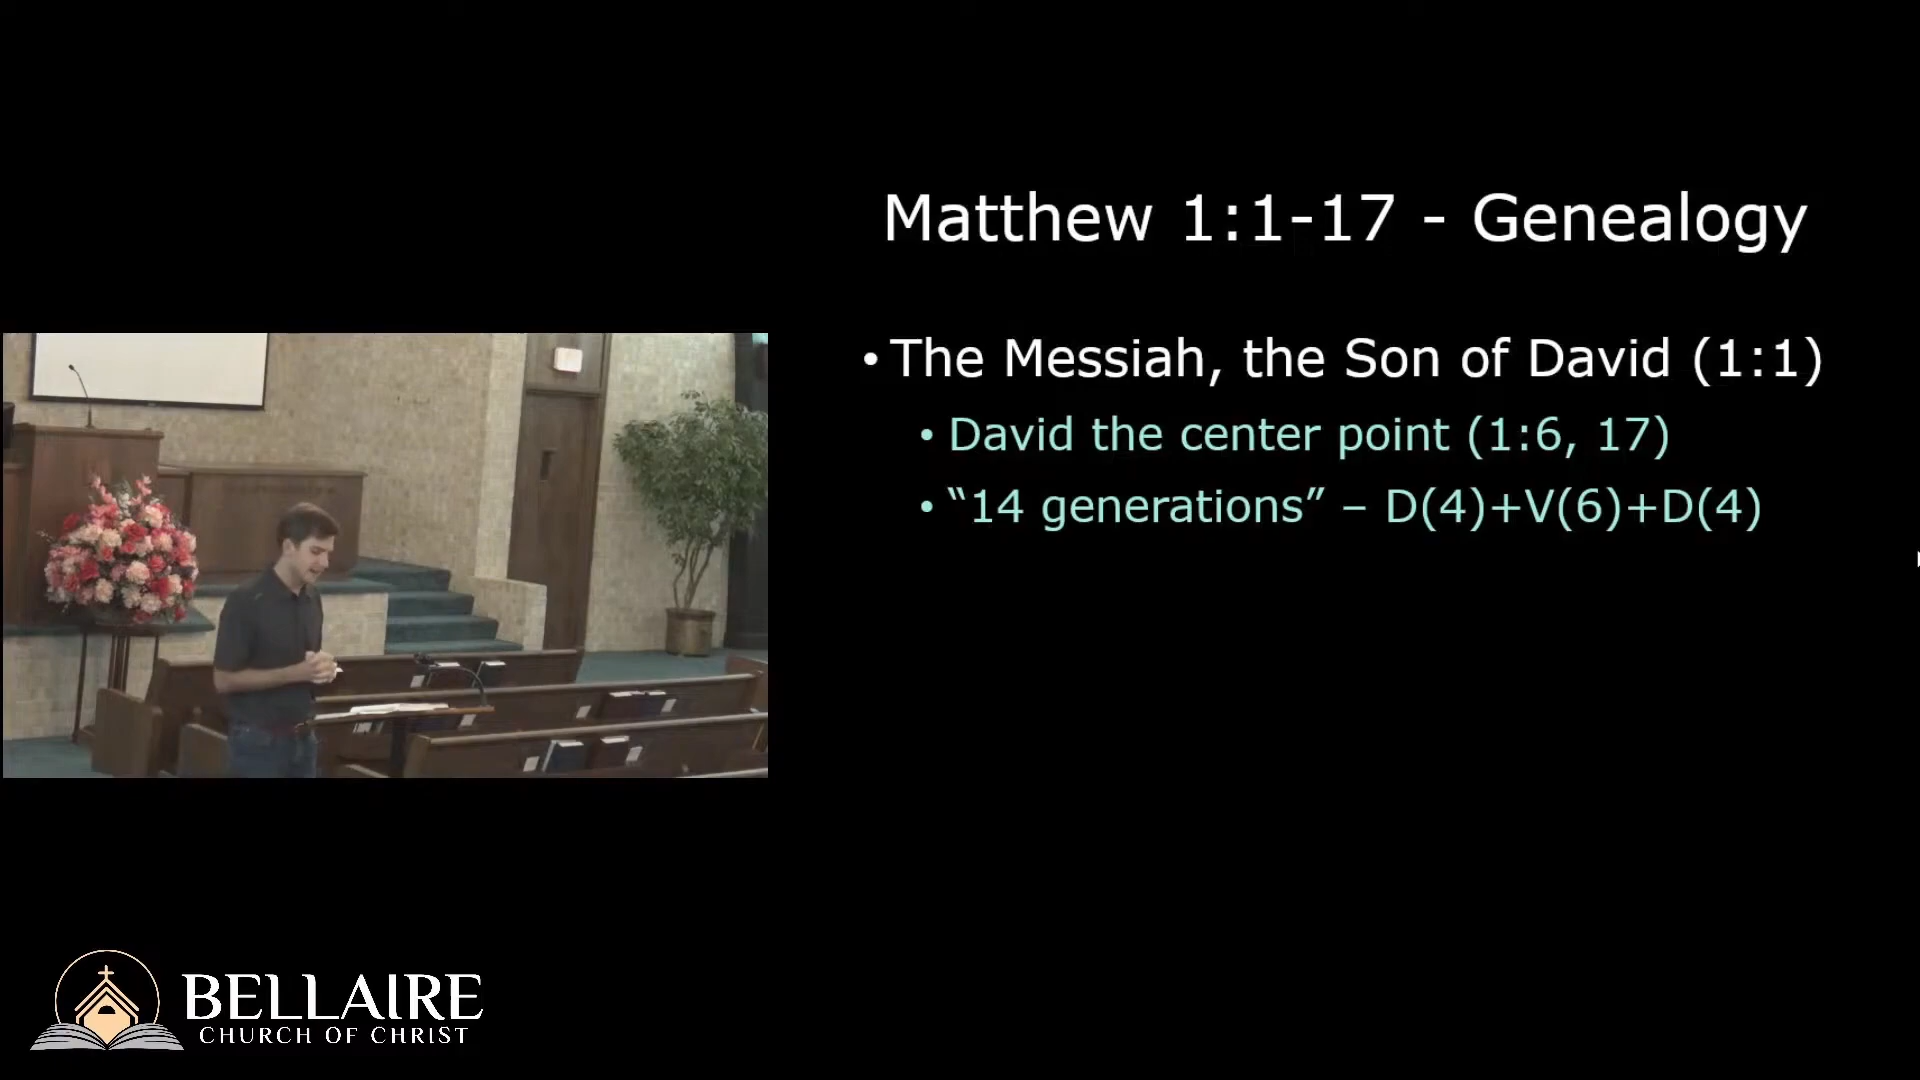 Matthew 1:1-17 - Genealogy
• The Messiah, the Son of David (1:1)
• David the center point (1:6, 17)
• “14 generations” – D(4)+V(6)+D(4)
BELLAIRE
CHURCH OF CHRIST